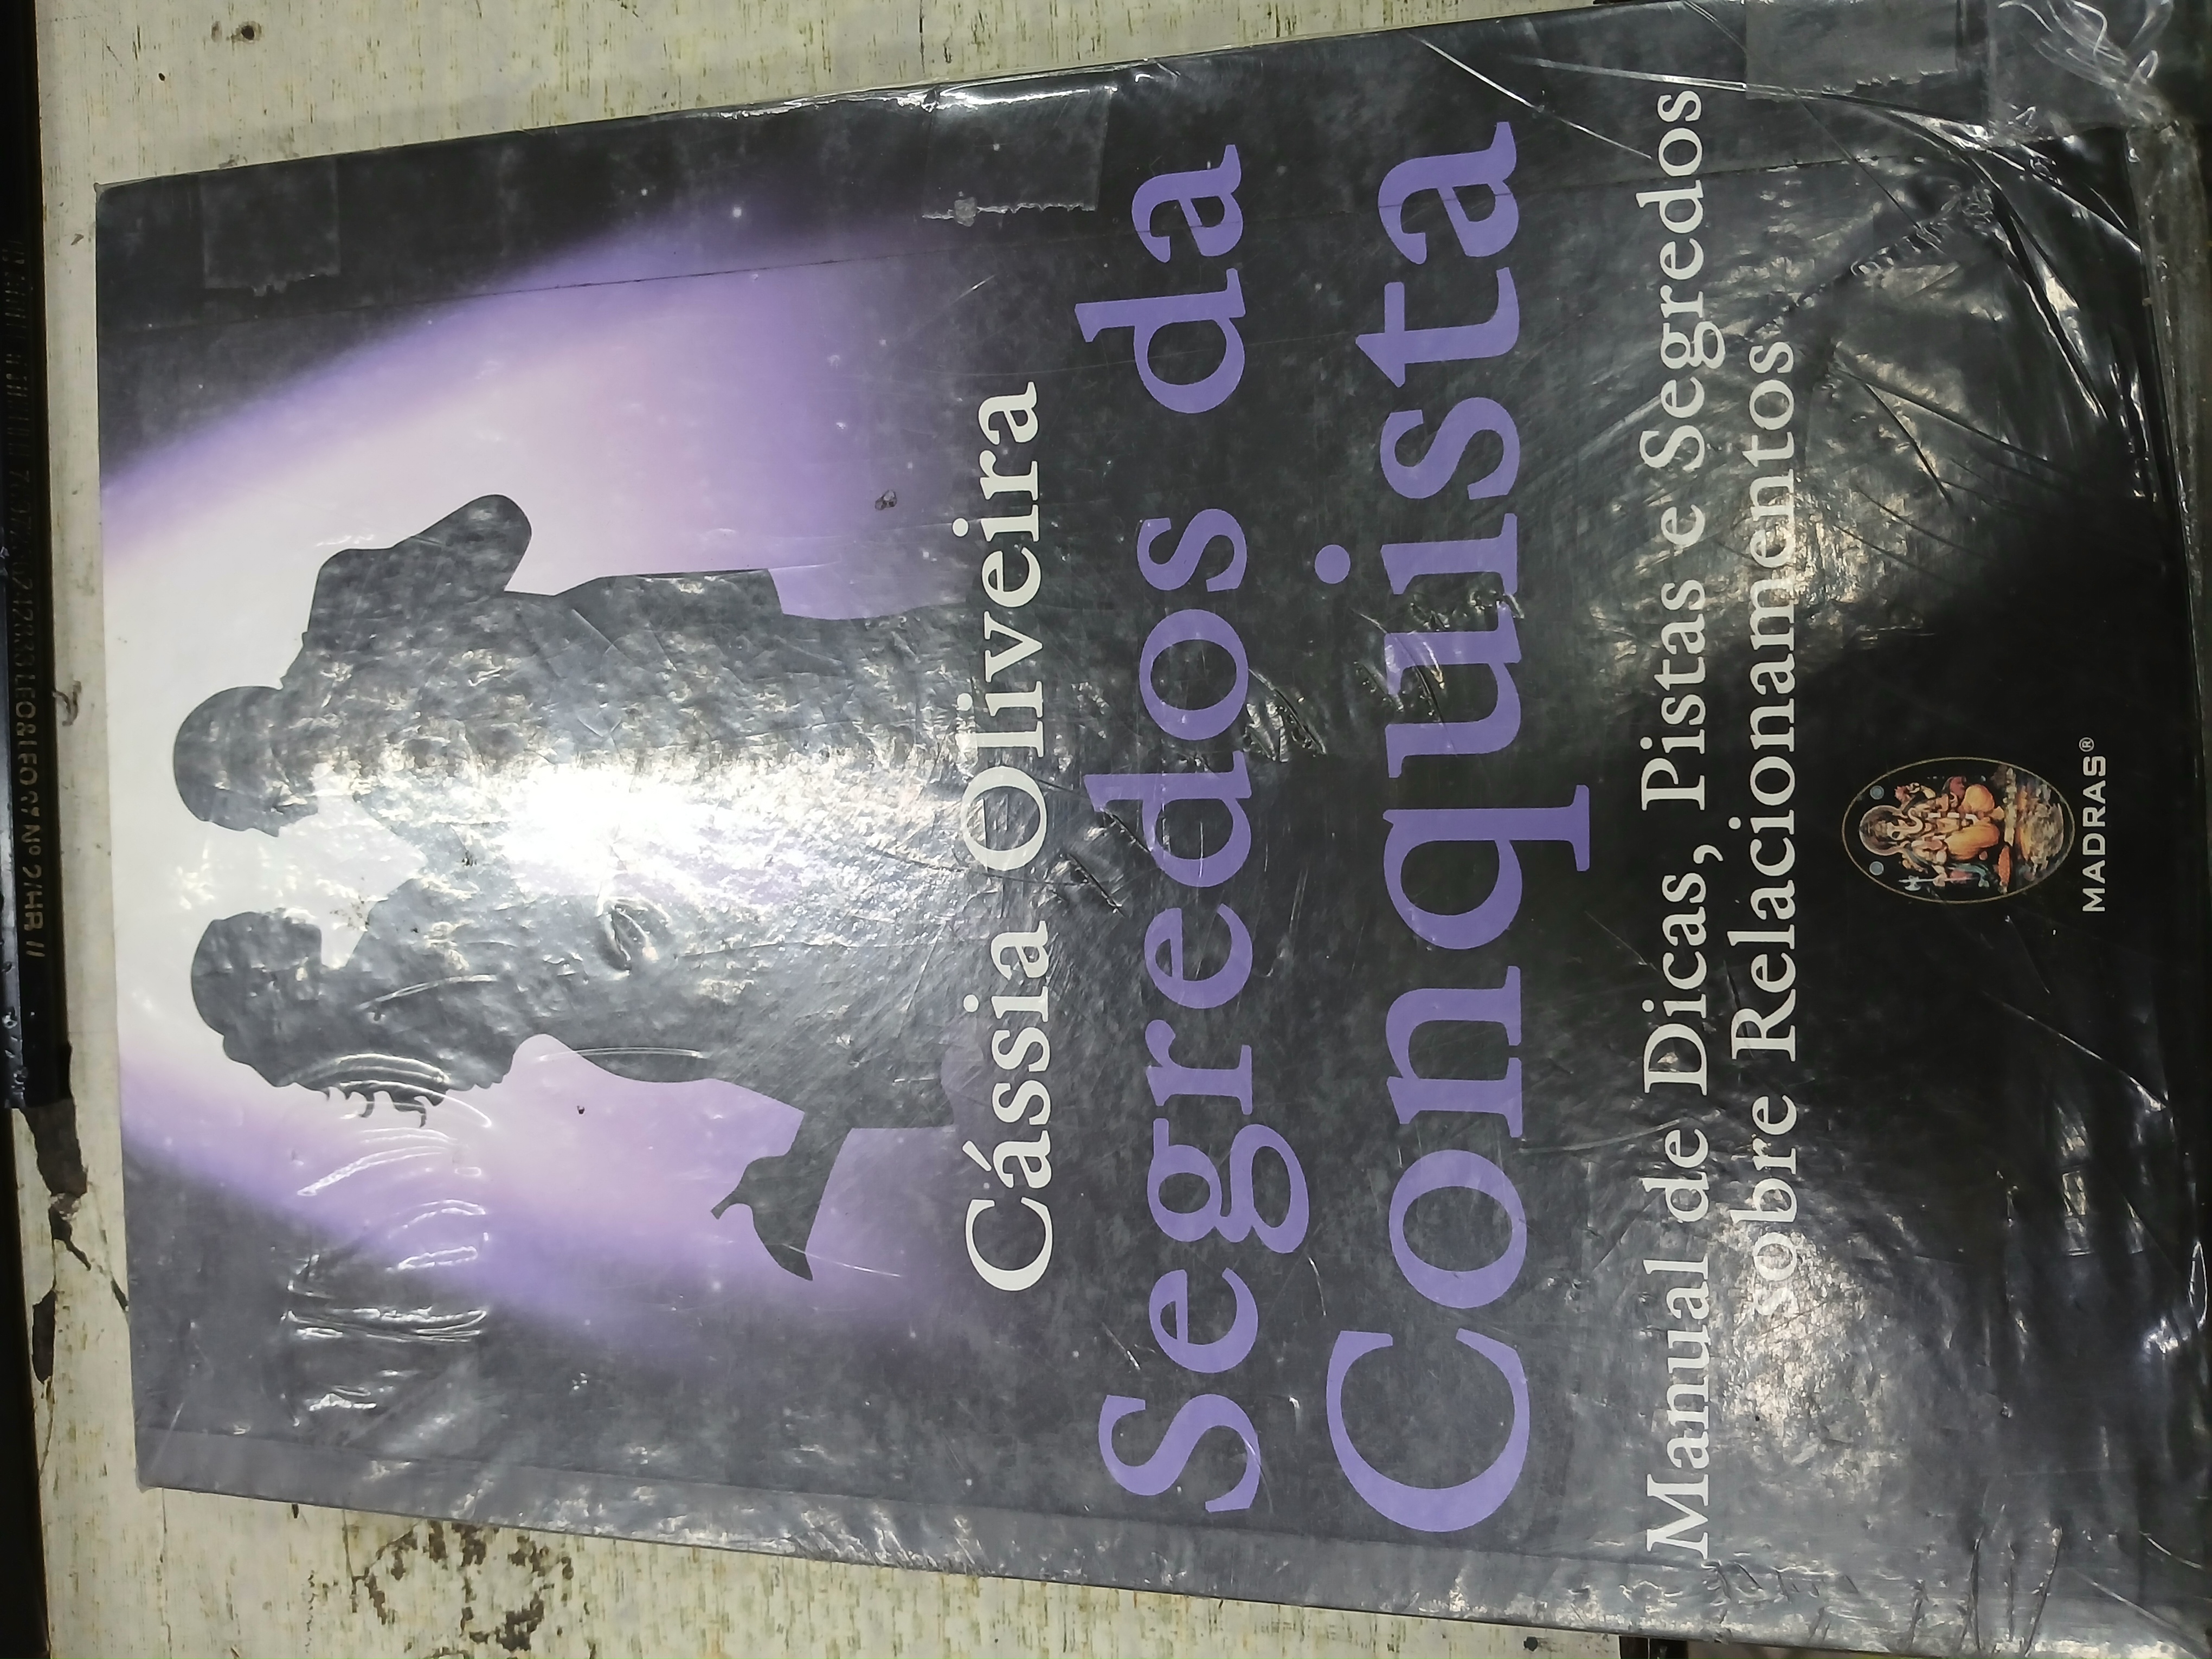 Cássia Oliveira
Segredos da
Conquista
Manual de Dicas, Pistas e Segredos
sobre Relacionamentos
MADRAS®